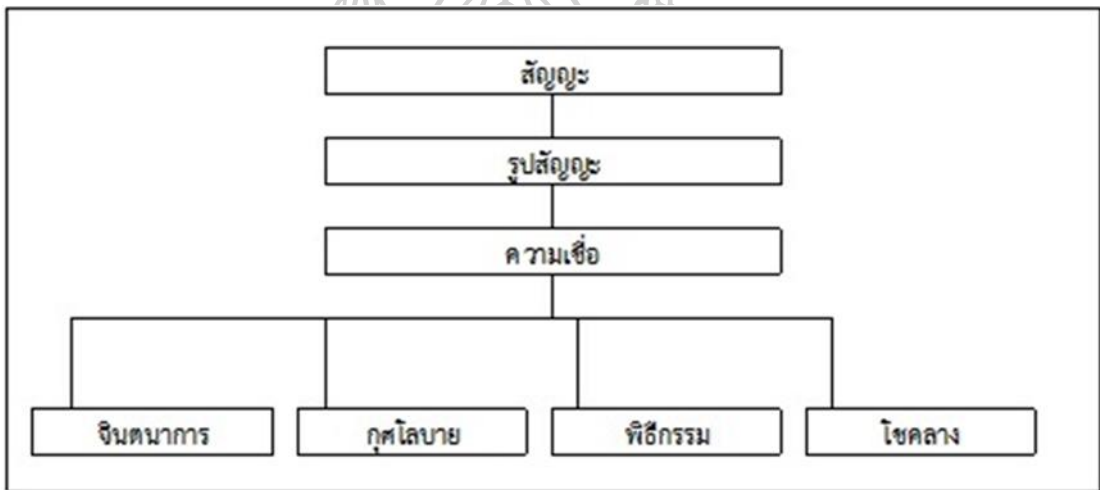 สัญญะ
รูปสัญญะ
ความเชื่อ
จินตนาการ
กุศโลบาย
พิธีกรรม
โชคลาง